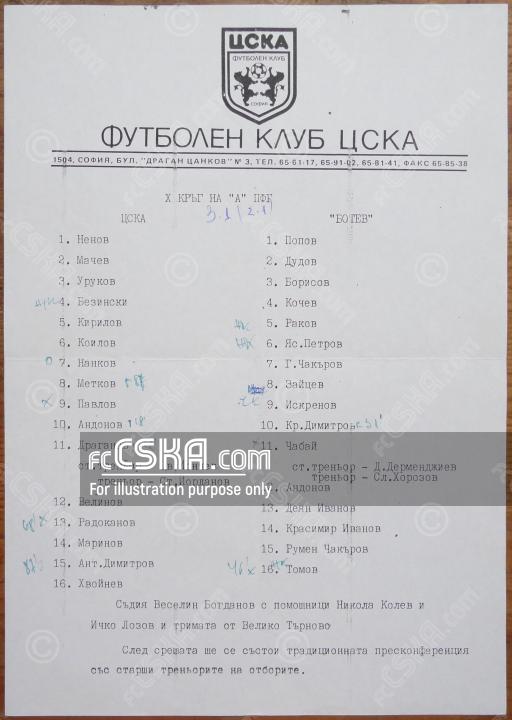 ЦСКА
ФУТБОЛЕН КЛУБ
СОФИЯ
ФУТБОЛЕН КЛУБ ЦСКА
1504, СОФИЯ, БУЛ. "ДРАГАН ЦАНКОВ" № 3, ТЕЛ. 65-61-17, 65-91-02, 65-81-41, ФАКС 65-85-38
X КРЪГ НА "А" ПФГ
3:1 (2:1)
ЦСКА
1. Ненов
2. Мачев
3. Уруков
4. Безински
5. Кирилов
6. Коилов
7. Нанков
8. Метков
9. Павлов
10. Андонов
11.
треньор - Ст.Йорданов
12. Велинов
13. Радоканов
14. Маринов
15. Ант.Димитров
16. Хвойнев
"БОТЕВ"
1. Попов
2. Дудов
3. Борисов
4. Кочев
5. Раков
6. Яс.Петров
7. Г.Чакъров
8. Зайцев
9. Искренов
10. Кр.Димитров
11. Чабай
ст.треньор - Д.Дерменджиев
треньор - Сл.Хорозов
Андонов
13. Деян Иванов
14. Красимир Иванов
15. Румен Чакъров
16. Томов
fcCSKA.com
For illustration purpose only
Съдия Веселин Богданов с помощници Никола Колев и
Ичко Лозов и тримата от Велико Търново
След срещата ще се състои традиционната пресконференция
със старши треньорите на отборите.